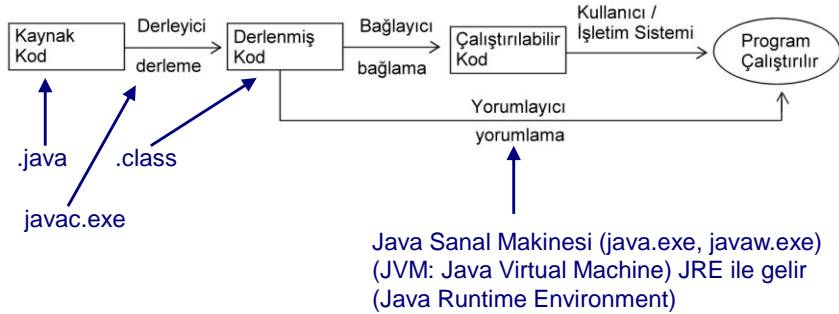 Kaynak
Kod
Derleyici
derleme
Derlenmiş
Kod
Bağlayıcı
bağlama
Çalıştırılabilir
Kod
Kullanıcı /
İşletim Sistemi
Program
Çalıştırılır
Yorumlayıcı
yorumlama
.java
.class
javac.exe
Java Sanal Makinesi (java.exe, javaw.exe)
(JVM: Java Virtual Machine) JRE ile gelir
(Java Runtime Environment)